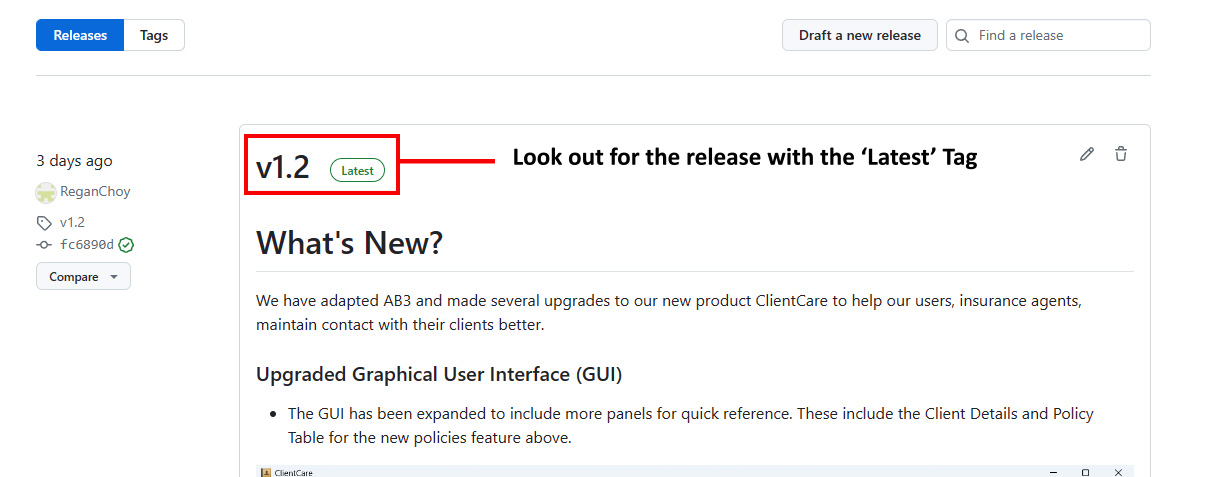 Releases Tags Draft a new release Find a release
3 days ago
ReganChoy
v1.2
fc6890d
Compare
v1.2 Latest Look out for the release with the ‘Latest’ Tag
What's New?
We have adapted AB3 and made several upgrades to our new product ClientCare to help our users, insurance agents,
maintain contact with their clients better.
Upgraded Graphical User Interface (GUI)
• The GUI has been expanded to include more panels for quick reference. These include the Client Details and Policy
Table for the new policies feature above.
ClientCare